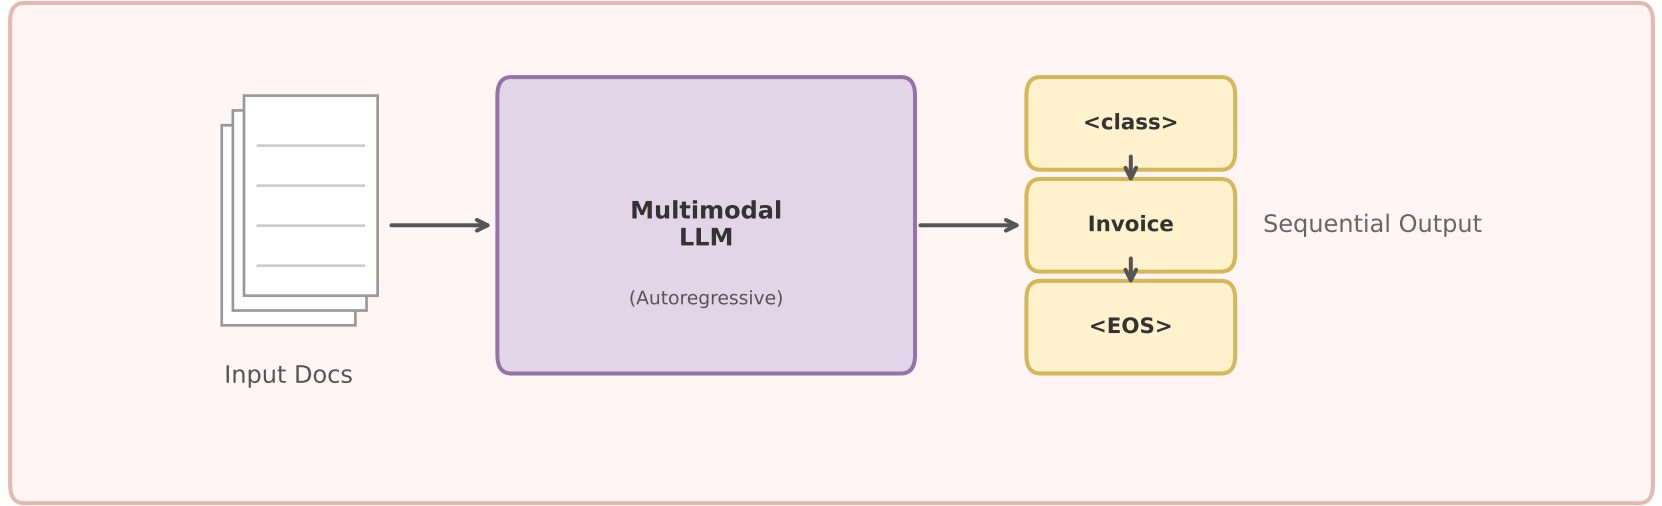 Input Docs
Multimodal
LLM
(Autoregressive)
<class>
Invoice
<EOS>
Sequential Output